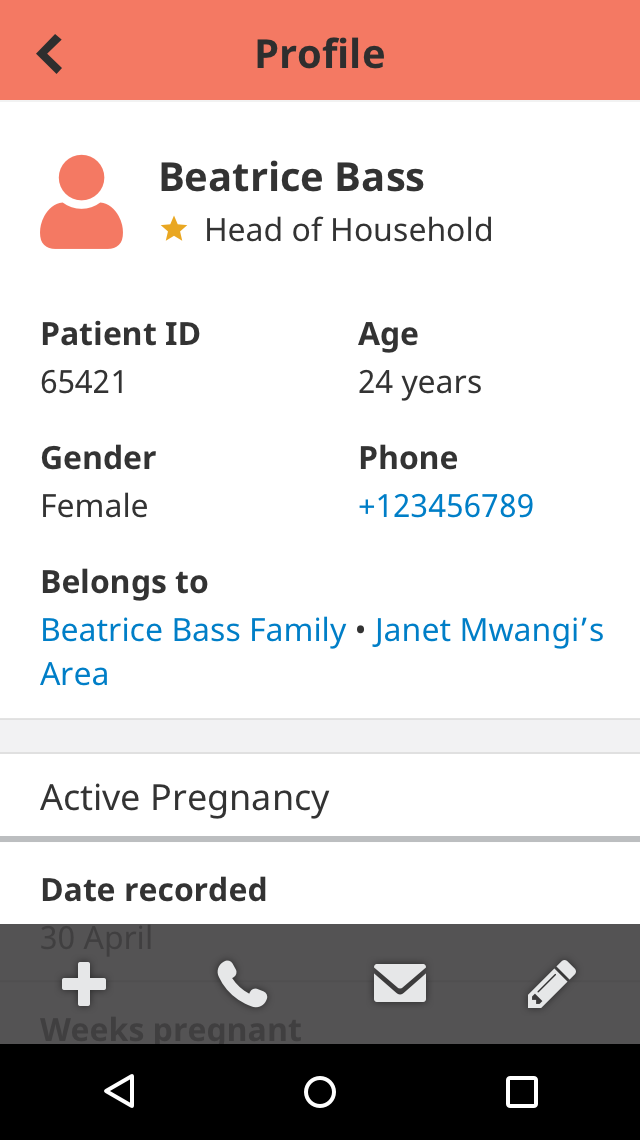 Profile
Beatrice Bass
Head of Household
Patient ID
Age
65421
24 years
Gender
Phone
Female
+123456789
Belongs to
Beatrice Bass Family • Janet Mwangi’s
Area
Active Pregnancy
Date recorded
30 April
Weeks pregnant